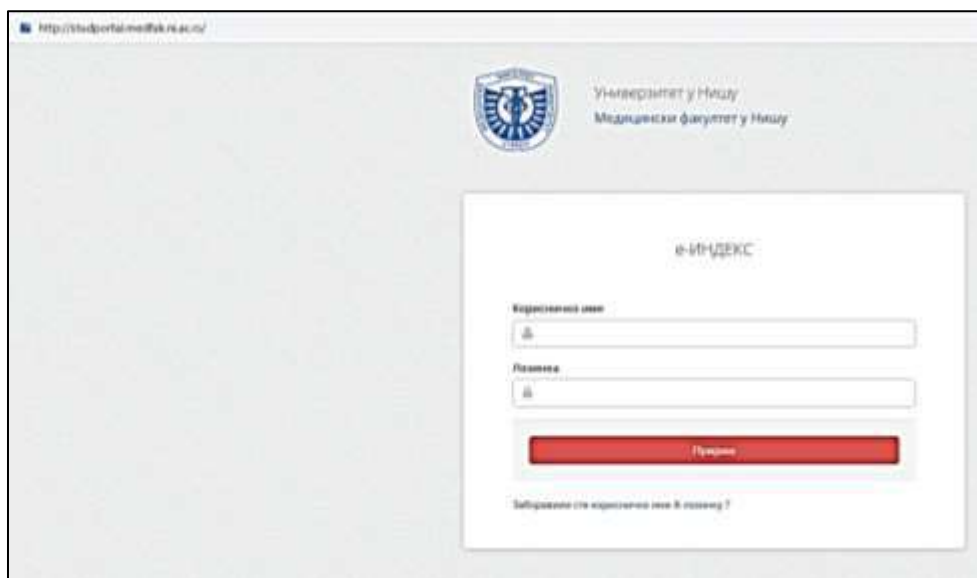 http://studportal.medfak.ni.ac.rs/
Универзитет у Нишу
Медицински факултет у Нишу
е-ИНДЕКС
Корисничко име
Лозинка
Пријава
Заборавили сте корисничко име & лозинку ?